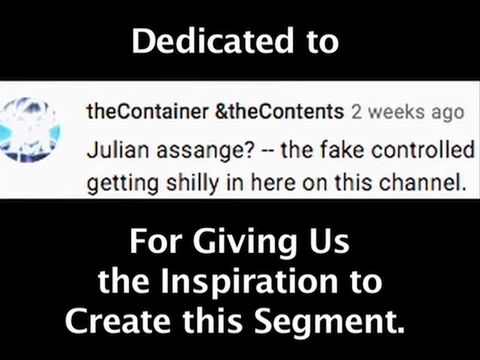 Dedicated to
theContainer &theContents 2 weeks ago
Julian assange? -- the fake controlled
getting shilly in here on this channel.
For Giving Us
the Inspiration to
Create this Segment.